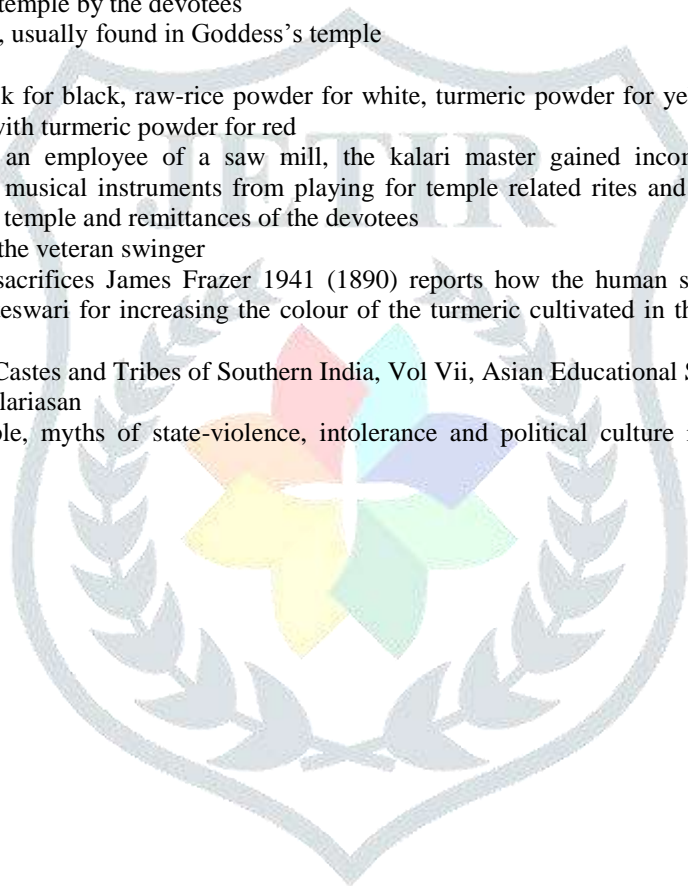 temple by the devotees
, usually found in Goddess's temple
k for black, raw-rice powder for white, turmeric powder for ye
with turmeric powder for red
an employee of a saw mill, the kalari master gained incor
musical instruments from playing for temple related rites and
temple and remittances of the devotees
the veteran swinger
sacrifices James Frazer 1941 (1890) reports how the human s
eswari for increasing the colour of the turmeric cultivated in th
Castes and Tribes of Southern India, Vol Vii, Asian Educational S
lariasan
ple, myths of state-violence, intolerance and political culture i
JETIR